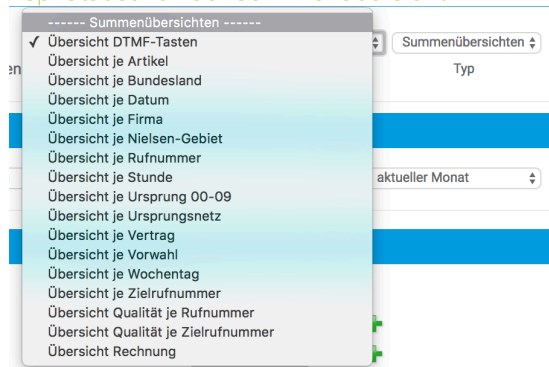 ------ Summenübersichten ------
✓ Übersicht DTMF-Tasten
Summenübersichten
Übersicht je Artikel
en
Typ
Übersicht je Bundesland
Übersicht je Datum
Übersicht je Firma
Übersicht je Nielsen-Gebiet
Übersicht je Rufnummer
Übersicht je Stunde
aktueller Monat
Übersicht je Ursprung 00-09
Übersicht je Ursprungsnetz
Übersicht je Vertrag
Übersicht je Vorwahl
Übersicht je Wochentag
Übersicht je Zielrufnummer
Übersicht Qualität je Rufnummer
Übersicht Qualität je Zielrufnummer
Übersicht Rechnung